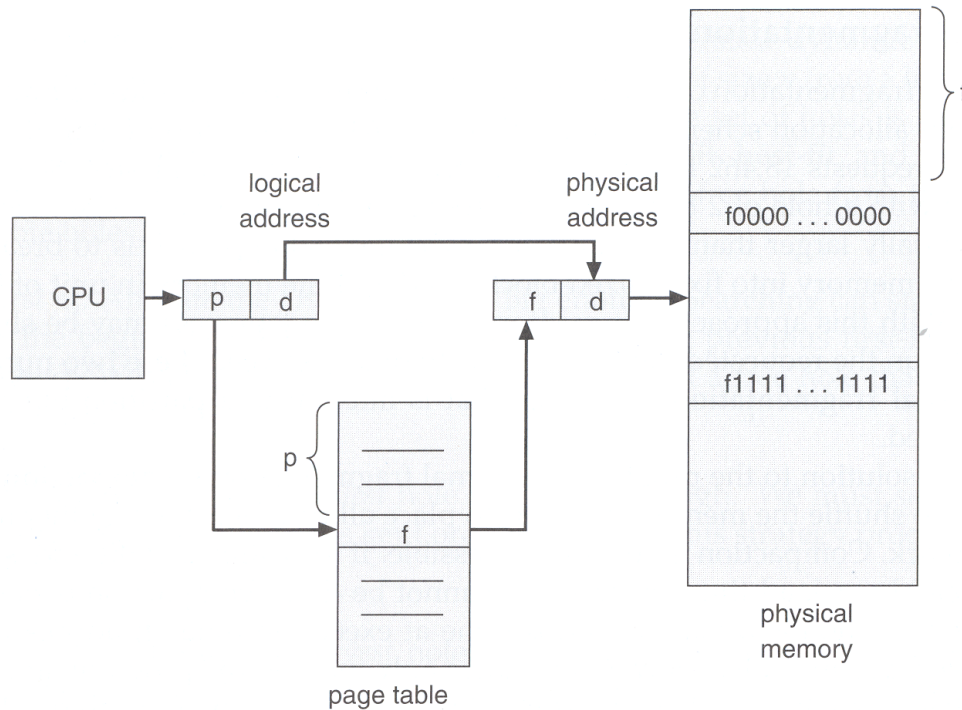 logical
address
physical
address
f
f0000 . . . 0000
CPU
p
d
f
d
f1111 . . . 1111
p
f
physical
memory
page table